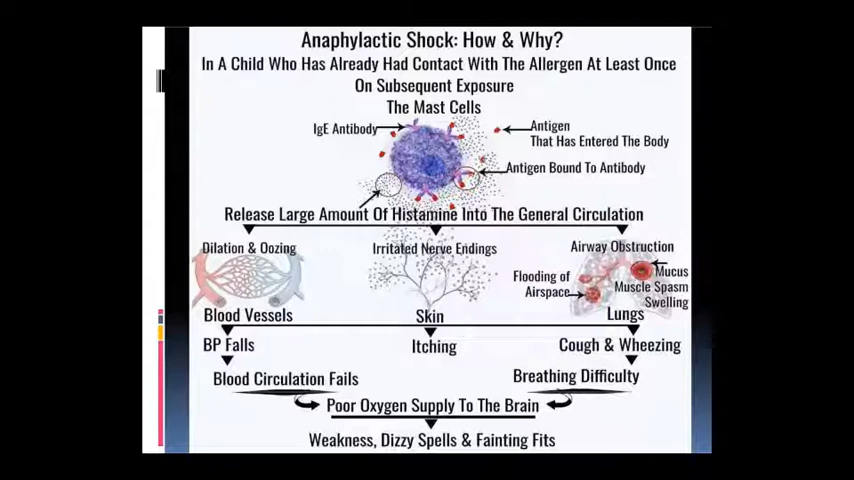 Anaphylactic Shock: How & Why?
In A Child Who Has Already Had Contact With The Allergen At Least Once
On Subsequent Exposure
The Mast Cells
IgE Antibody
Antigen
That Has Entered The Body
Antigen Bound To Antibody
Release Large Amount Of Histamine Into The General Circulation
Dilation & Oozing
Irritated Nerve Endings
Airway Obstruction
Flooding of
Airspace
Mucus
Muscle Spasm
Swelling
Blood Vessels
Skin
Lungs
BP Falls
Itching
Cough & Wheezing
Blood Circulation Fails
Breathing Difficulty
Poor Oxygen Supply To The Brain
Weakness, Dizzy Spells & Fainting Fits